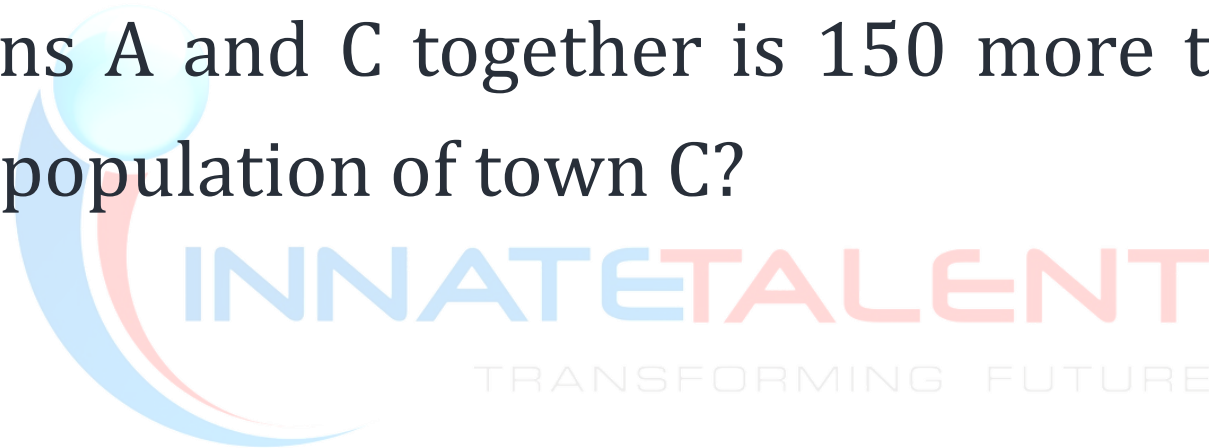 ns A and C together is 150 more t
population of town C?
INNATETALENT
TRANSFORMING FUTURE